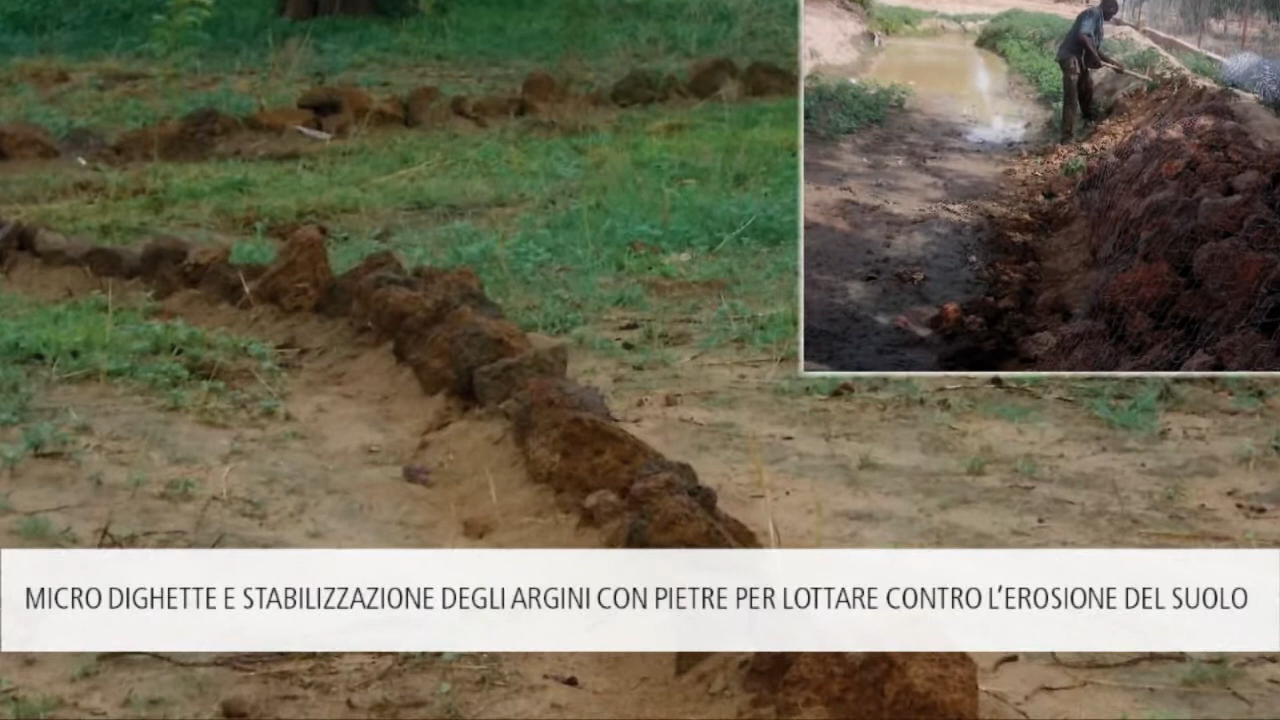 MICRO DIGHETTE E STABILIZZAZIONE DEGLI ARGINI CON PIETRE PER LOTTARE CONTRO L'EROSIONE DEL SUOLO